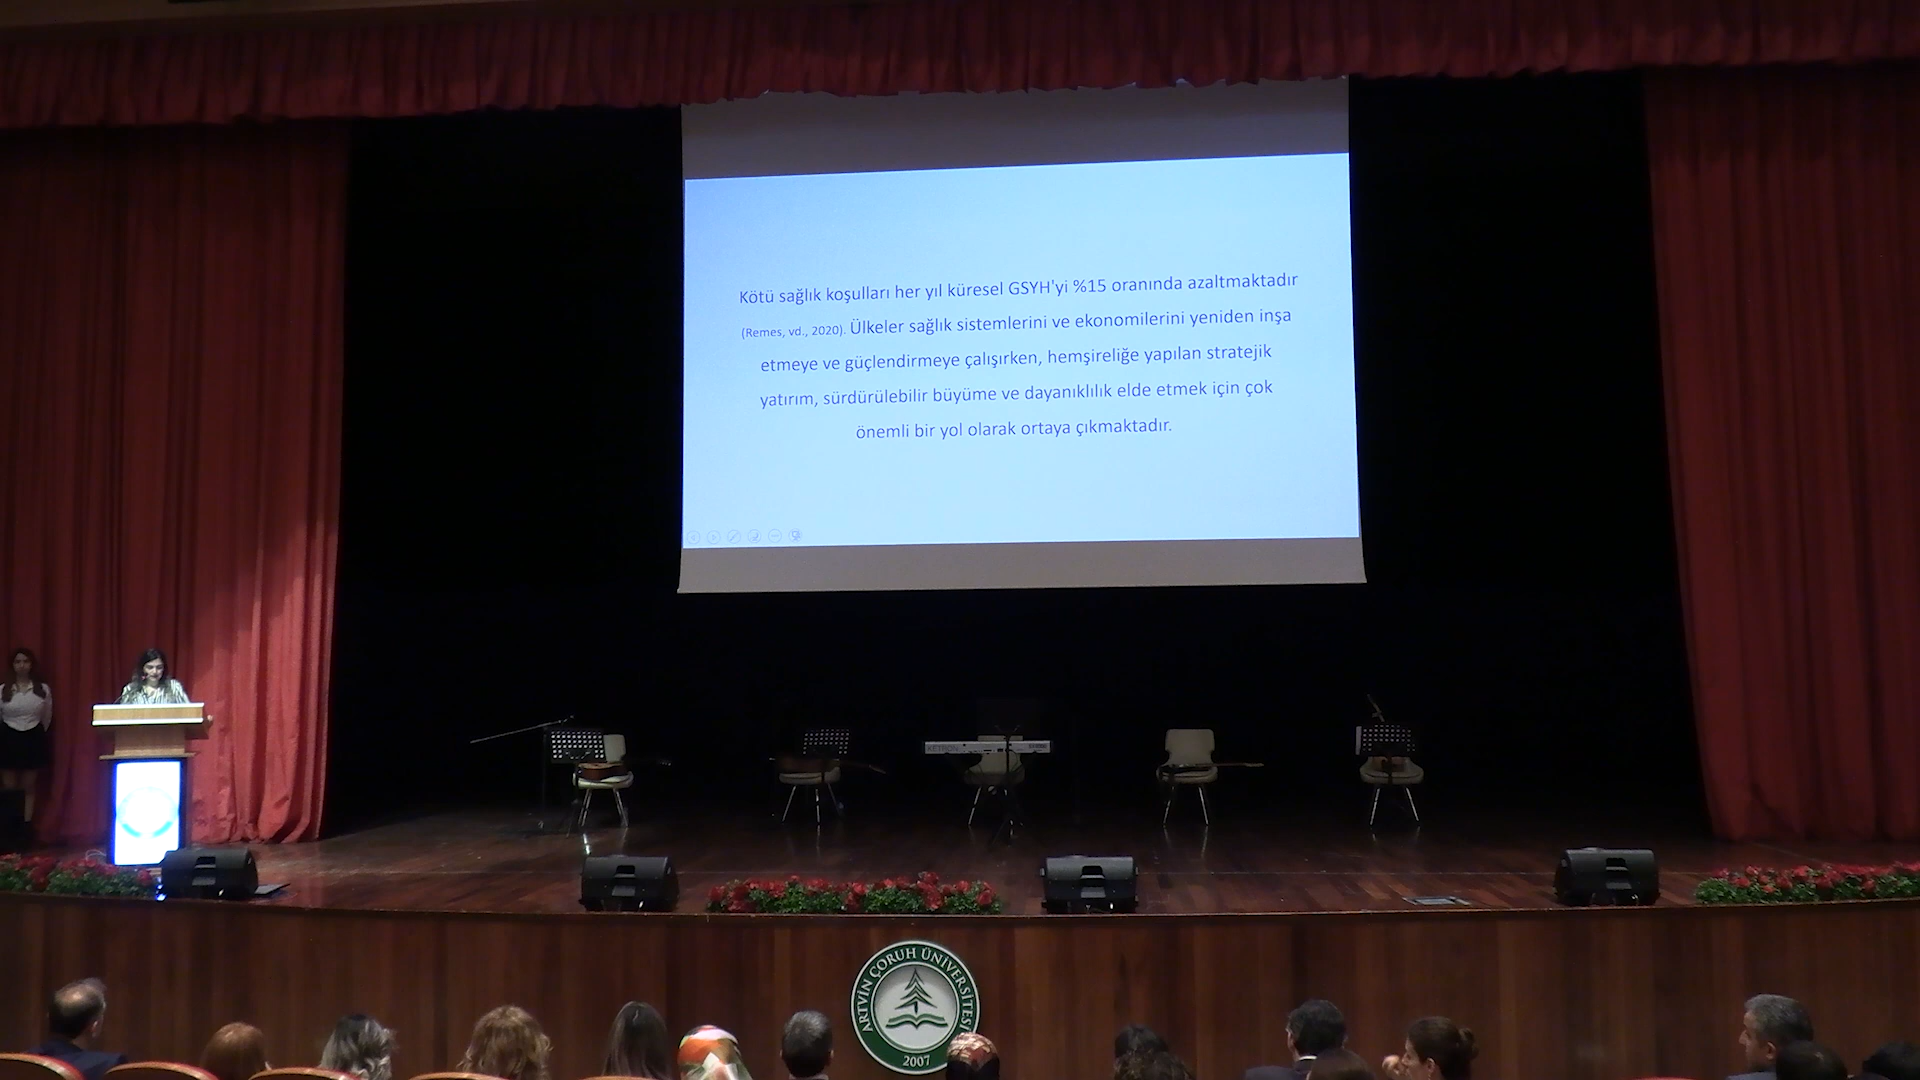 Kötü sağlık koşulları her yıl küresel GSYH'yi %15 oranında azaltmaktadır
(Remes, vd., 2020). Ülkeler sağlık sistemlerini ve ekonomilerini yeniden inşa
etmeye ve güçlendirmeye çalışırken, hemşireliğe yapılan stratejik
yatırım, sürdürülebilir büyüme ve dayanıklılık elde etmek için çok
önemli bir yol olarak ortaya çıkmaktadır.
KETRON
ARTVİN ÇORUH ÜNİVERSİTESİ
2007